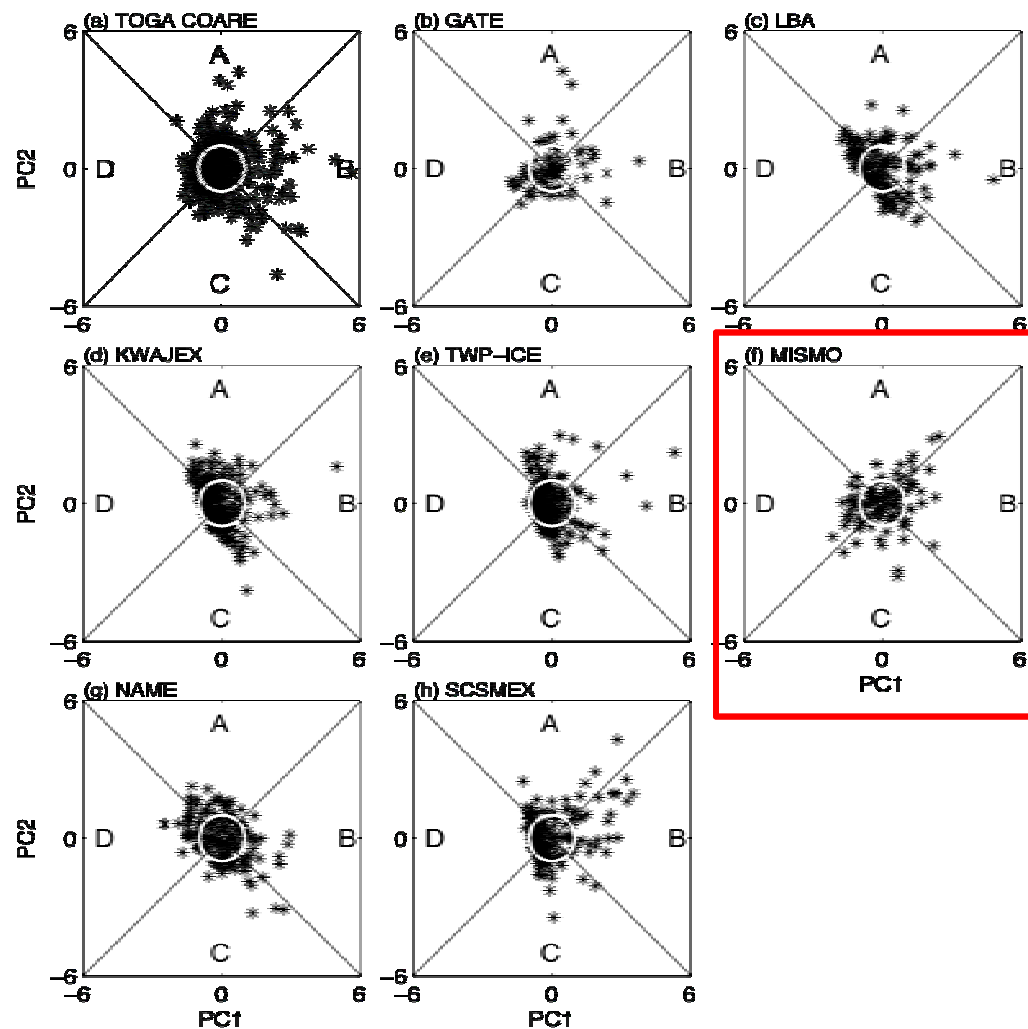 (a) TOGA COARE (b) GATE (c) LBA
6 6 6
A A A
PC2 0 D B 0 D B 0 D B
C C C
−6 −6 −6
−6 0 6 −6 0 6 −6 0 6
(d) KWAJEX (e) TWP−ICE (f) MISMO
6 6 6
A A A
PC2 0 D B 0 D B 0 D B
C C C
−6 −6 −6
−6 0 6 −6 0 6 −6 0 6
PC1
(g) NAME (h) SCSMEX
6 6
A A
PC2 0 D B 0 D B
C C
−6 −6
−6 0 6 −6 0 6
PC1 PC1